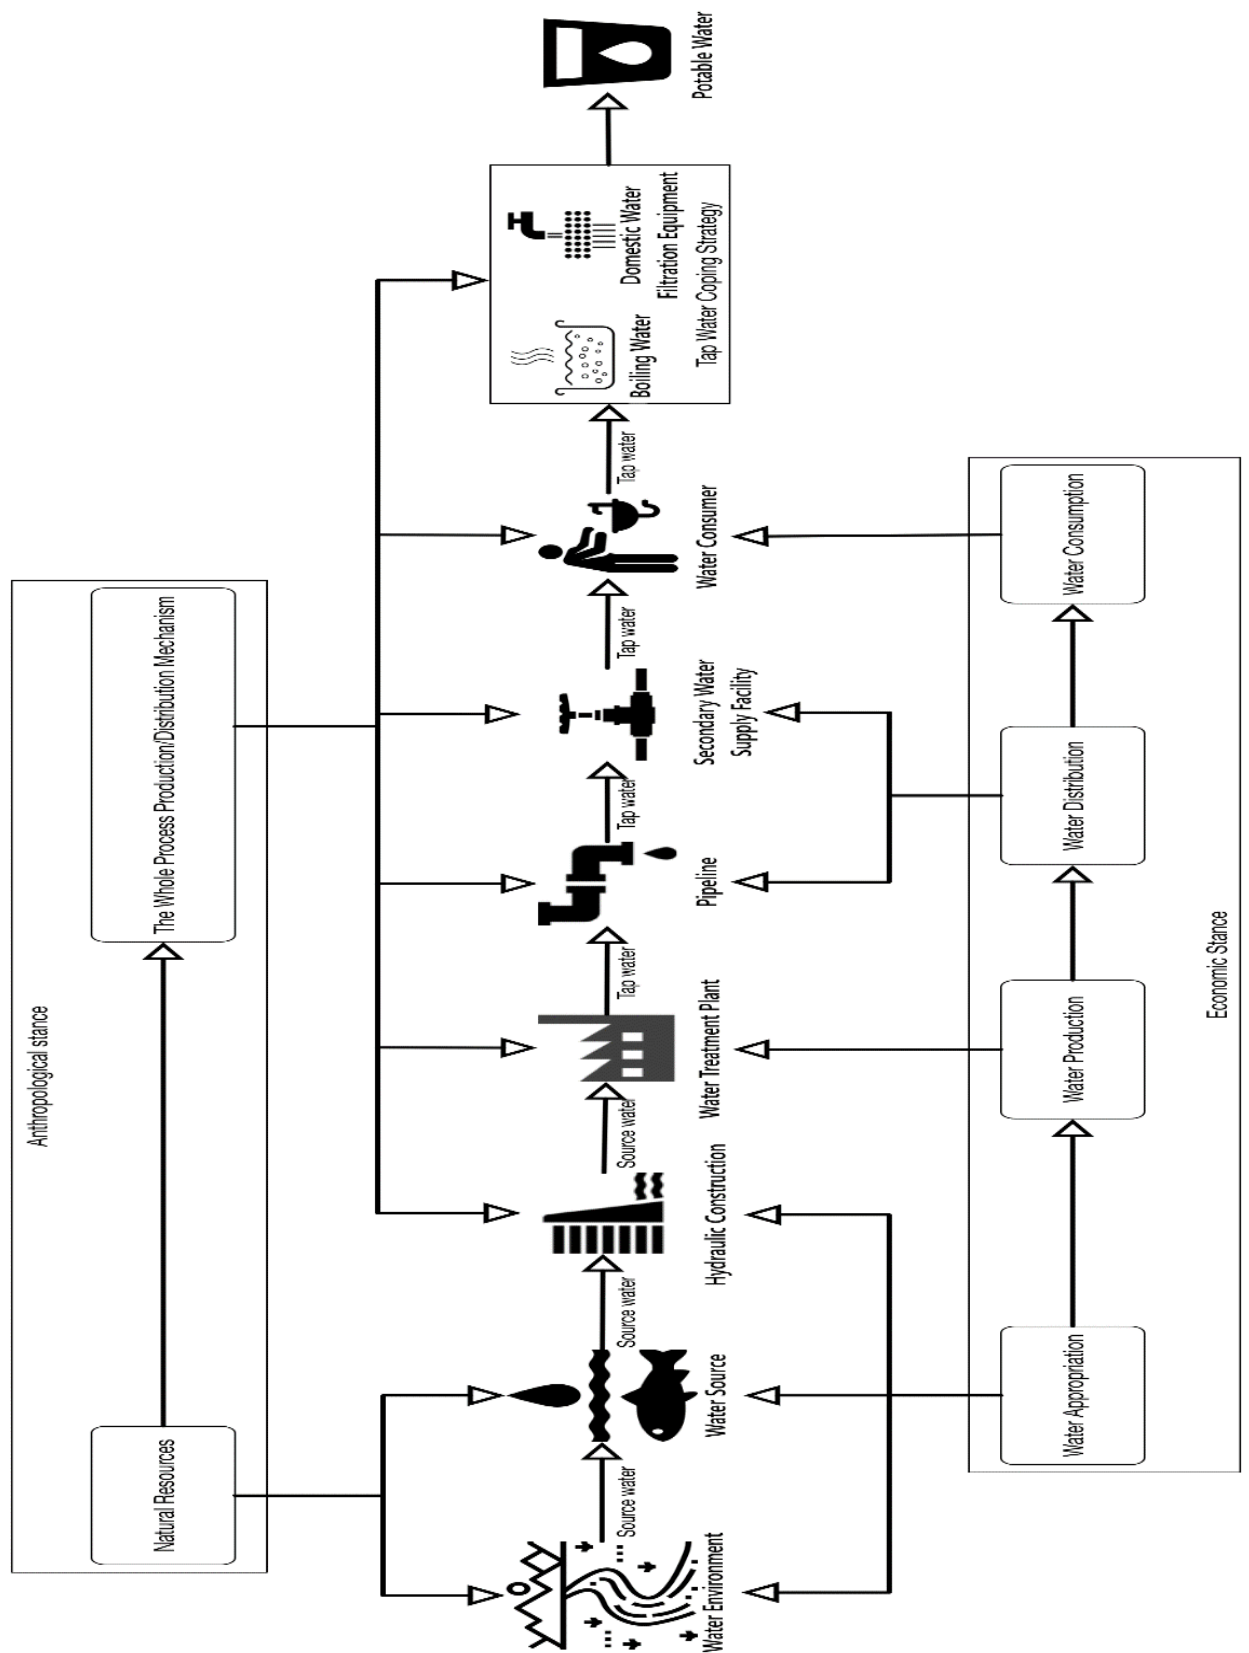 Anthropological stance
Natural Resources
The Whole Process Production/Distribution Mechanism
Water Environment
Source water
Water Source
Source water
Hydraulic Construction
Source water
Water Treatment Plant
Tap water
Pipeline
Tap water
Secondary Water
Supply Facility
Tap water
Water Consumer
Tap water
Boiling Water
Domestic Water
Filtration Equipment
Tap Water Coping Strategy
Potable Water
Water Appropriation
Water Production
Water Distribution
Water Consumption
Economic Stance